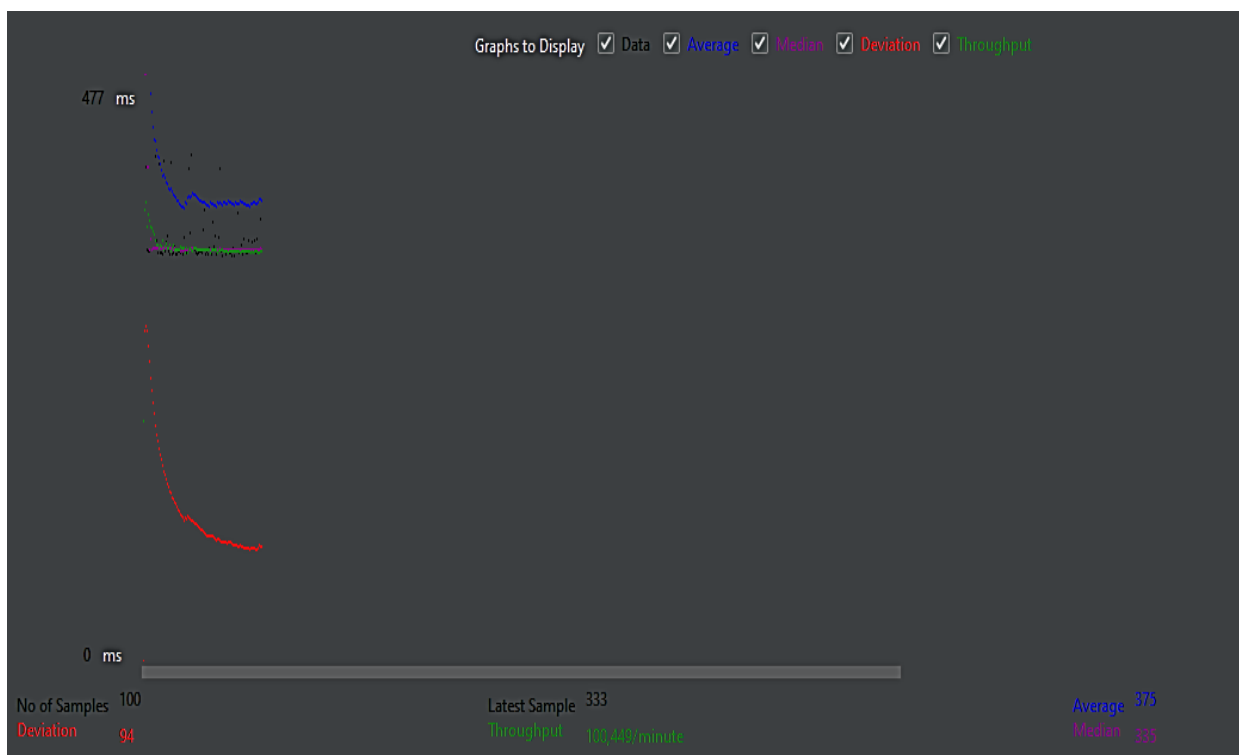 Graphs to Display Data Average Median Deviation Throughput
477 ms
0 ms
No of Samples 100 Latest Sample 333 Average 375
Deviation 94 Throughput 100,449/minute Median 335